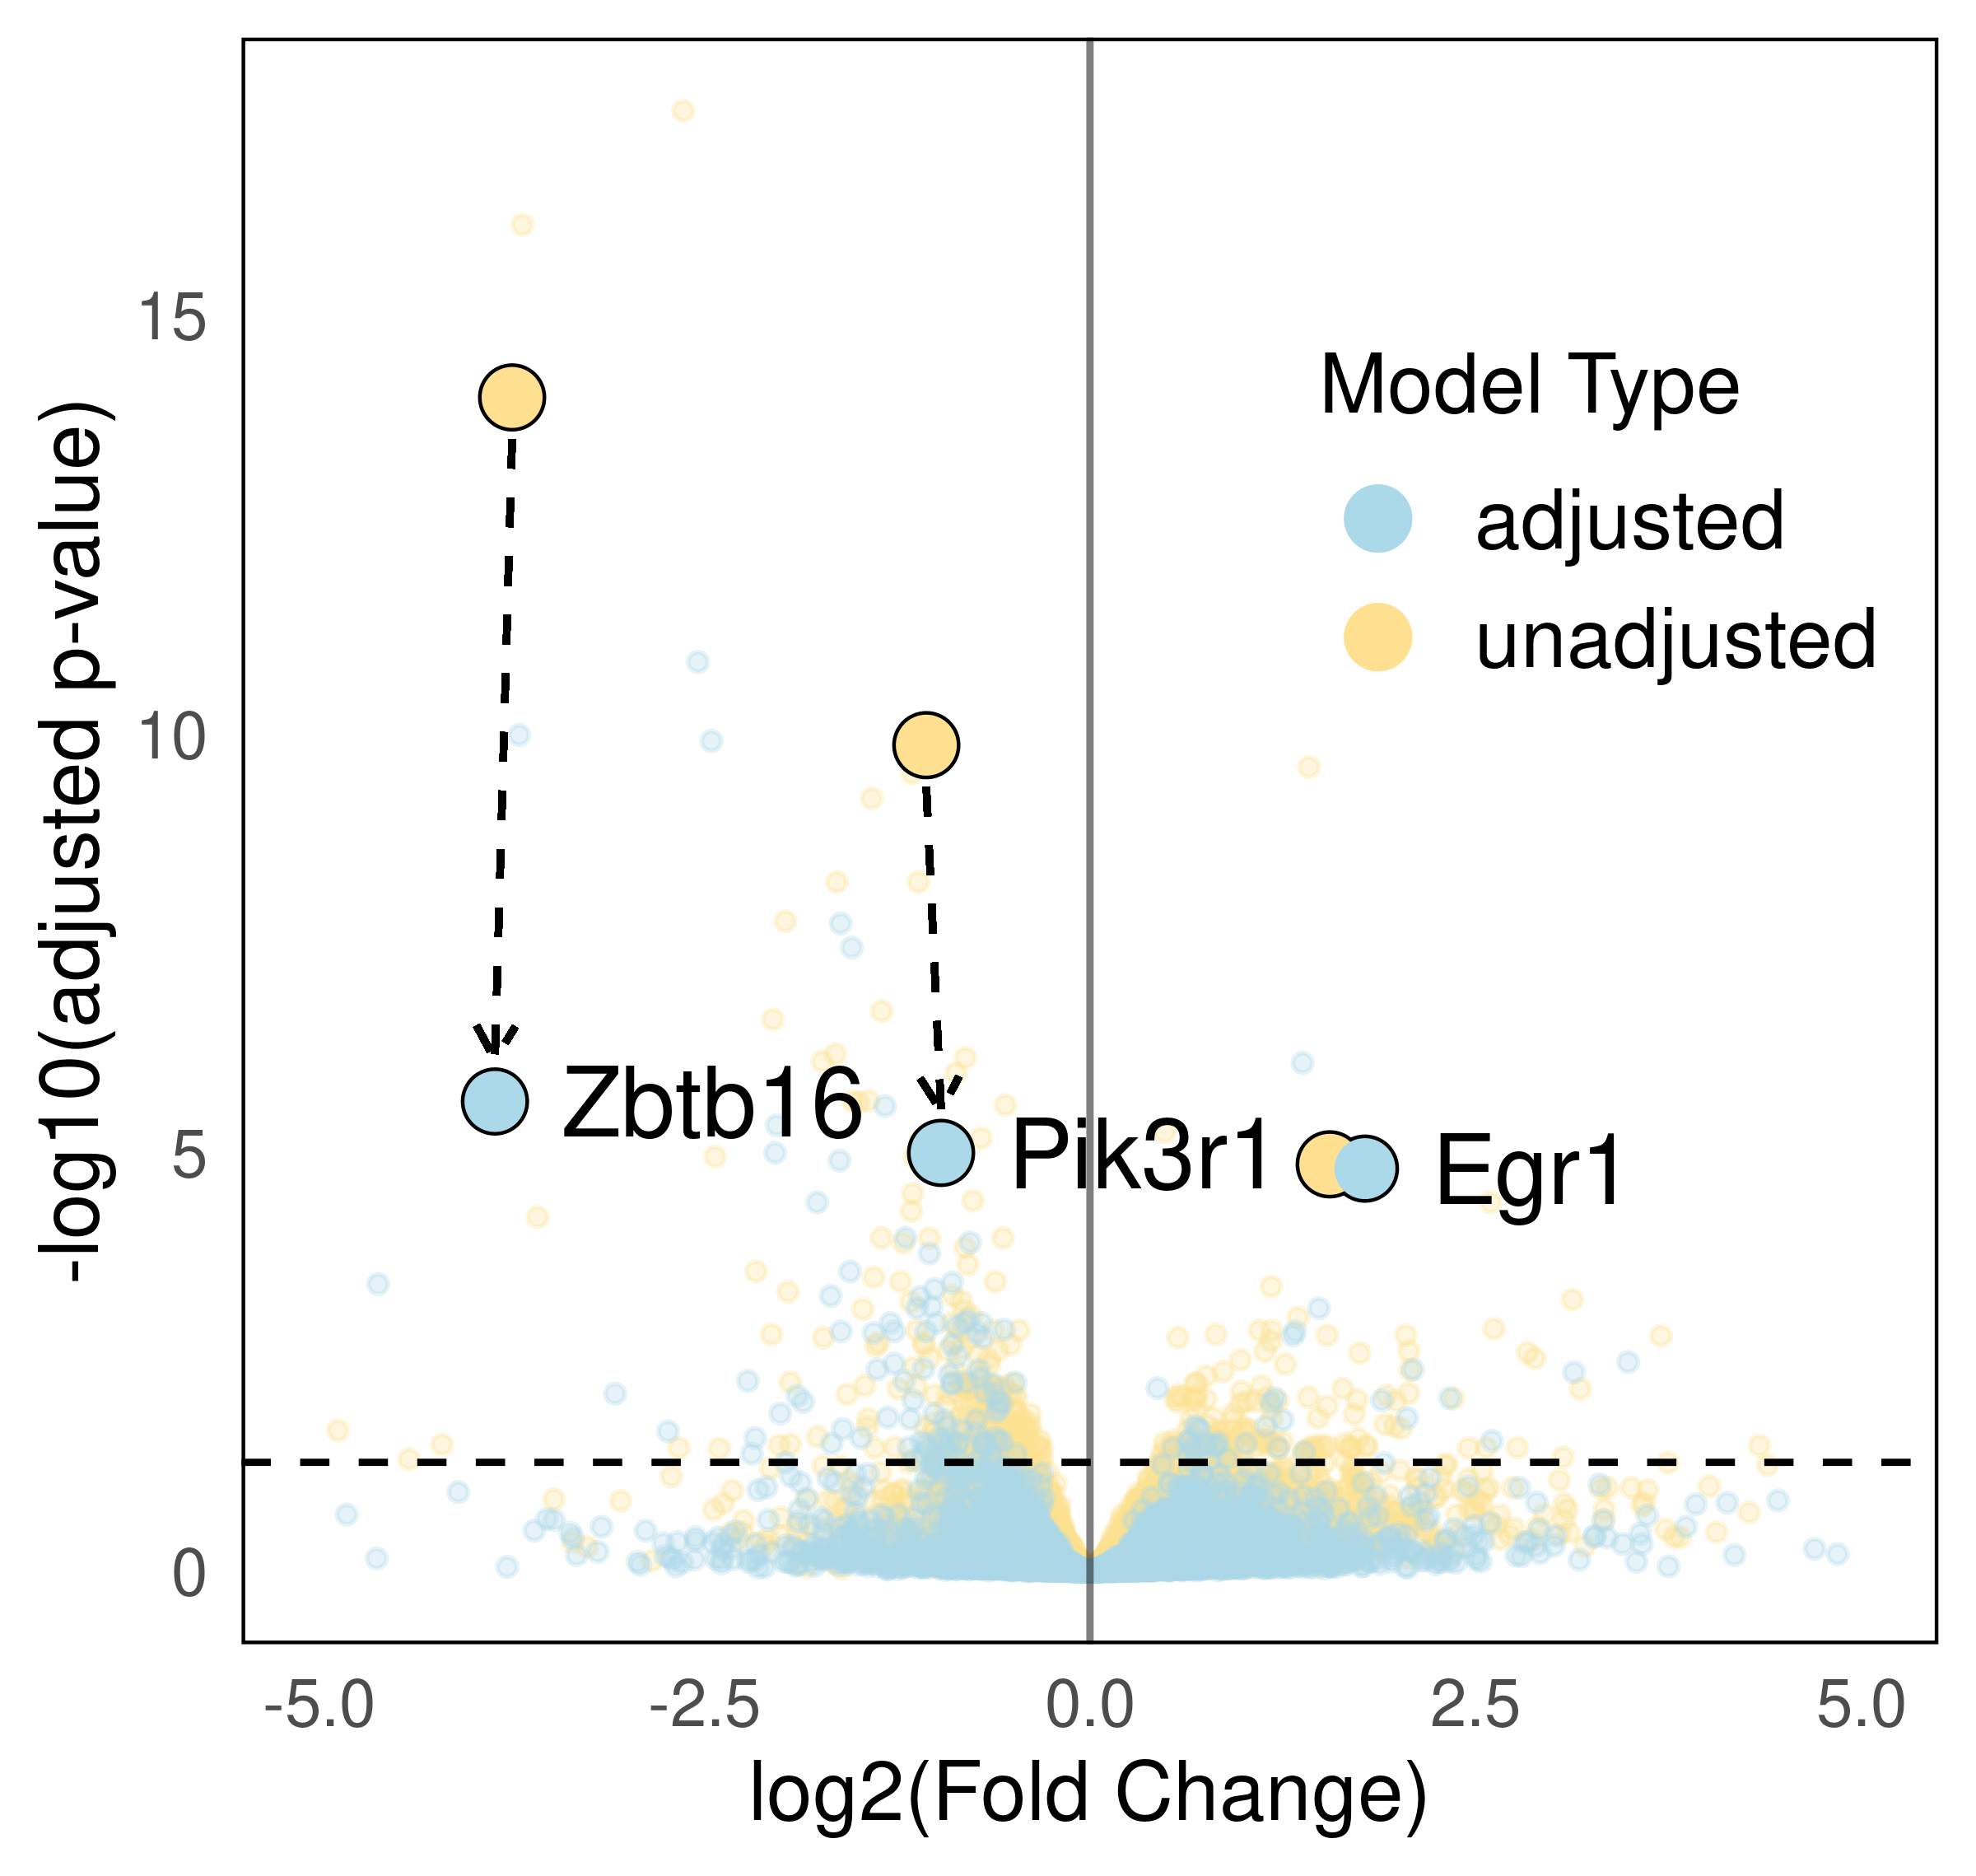 -log10(adjusted p-value)
15
10
5
0
Model Type
adjusted
unadjusted
Zbtb16
Pik3r1
Egr1
-5.0 -2.5 0.0 2.5 5.0
log2(Fold Change)